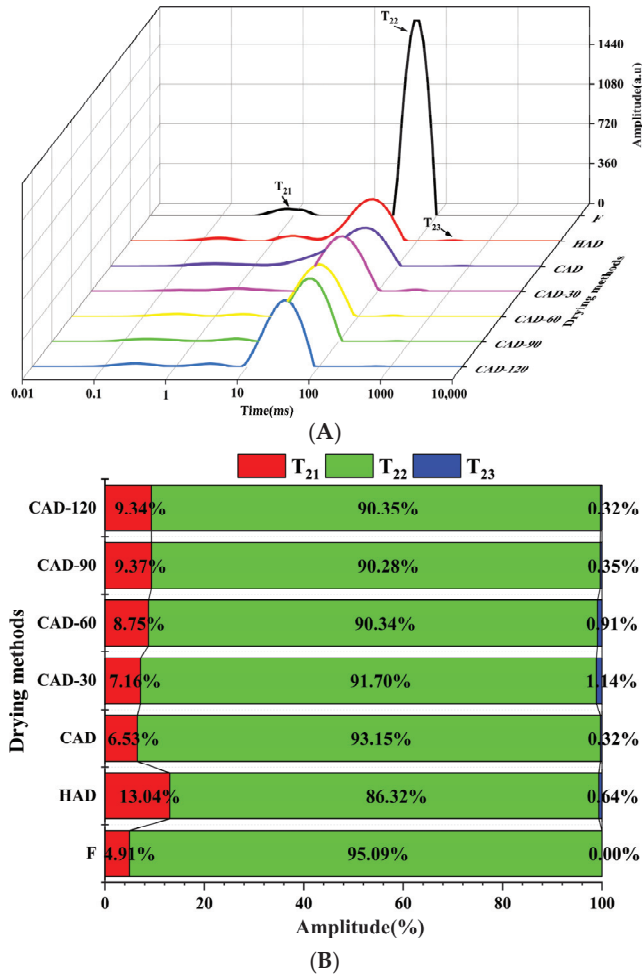 T22
1440
1080
720
360
0
Amplitude(a.u)
T21
T23
F
HAD
CAD
CAD-30
CAD-60
CAD-90
CAD-120
Drying methods
0.01
0.1
1
10
100
1000
10,000
Time(ms)
(A)
T21 T22 T23
CAD-120 9.34% 90.35% 0.32%
CAD-90 9.37% 90.28% 0.35%
CAD-60 8.75% 90.34% 0.91%
CAD-30 7.16% 91.70% 1.14%
CAD 6.53% 93.15% 0.32%
HAD 13.04% 86.32% 0.64%
F 4.91% 95.09% 0.00%
Drying methods
0 20 40 60 80 100
Amplitude(%)
(B)